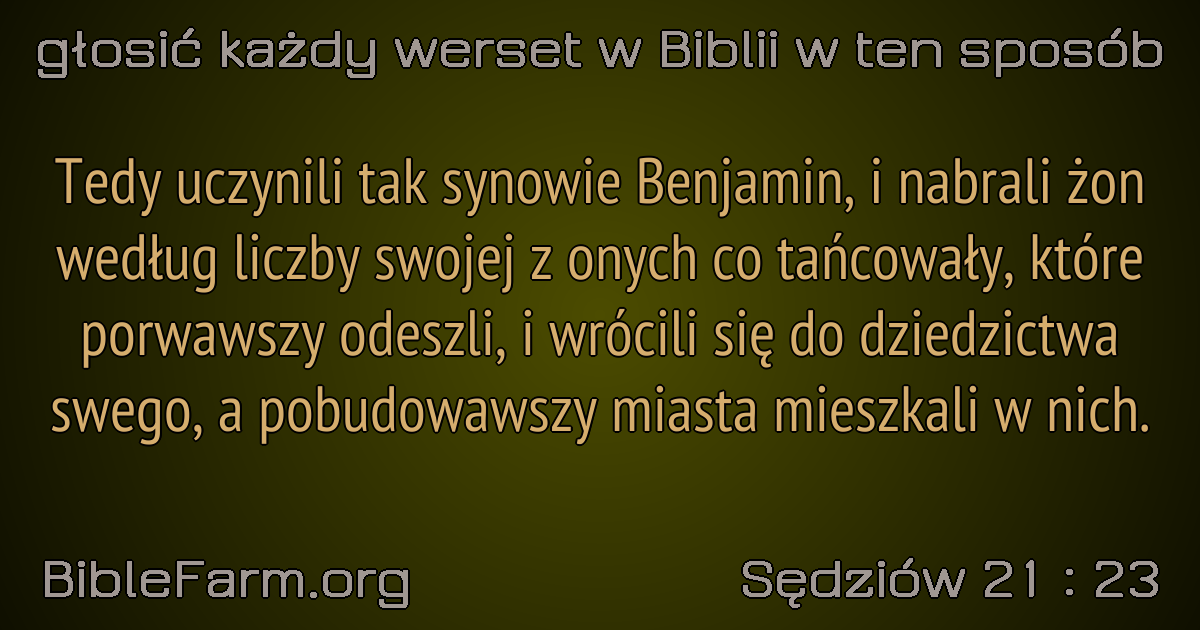 głosić każdy werset w Biblii w ten sposób
Tedy uczynili tak synowie Benjamin, i nabrali żon
według liczby swojej z onych co tańcowały, które
porwawszy odeszli, i wrócili się do dziedzictwa
swego, a pobudowawszy miasta mieszkali w nich.
BibleFarm.org
Sędziów 21 : 23